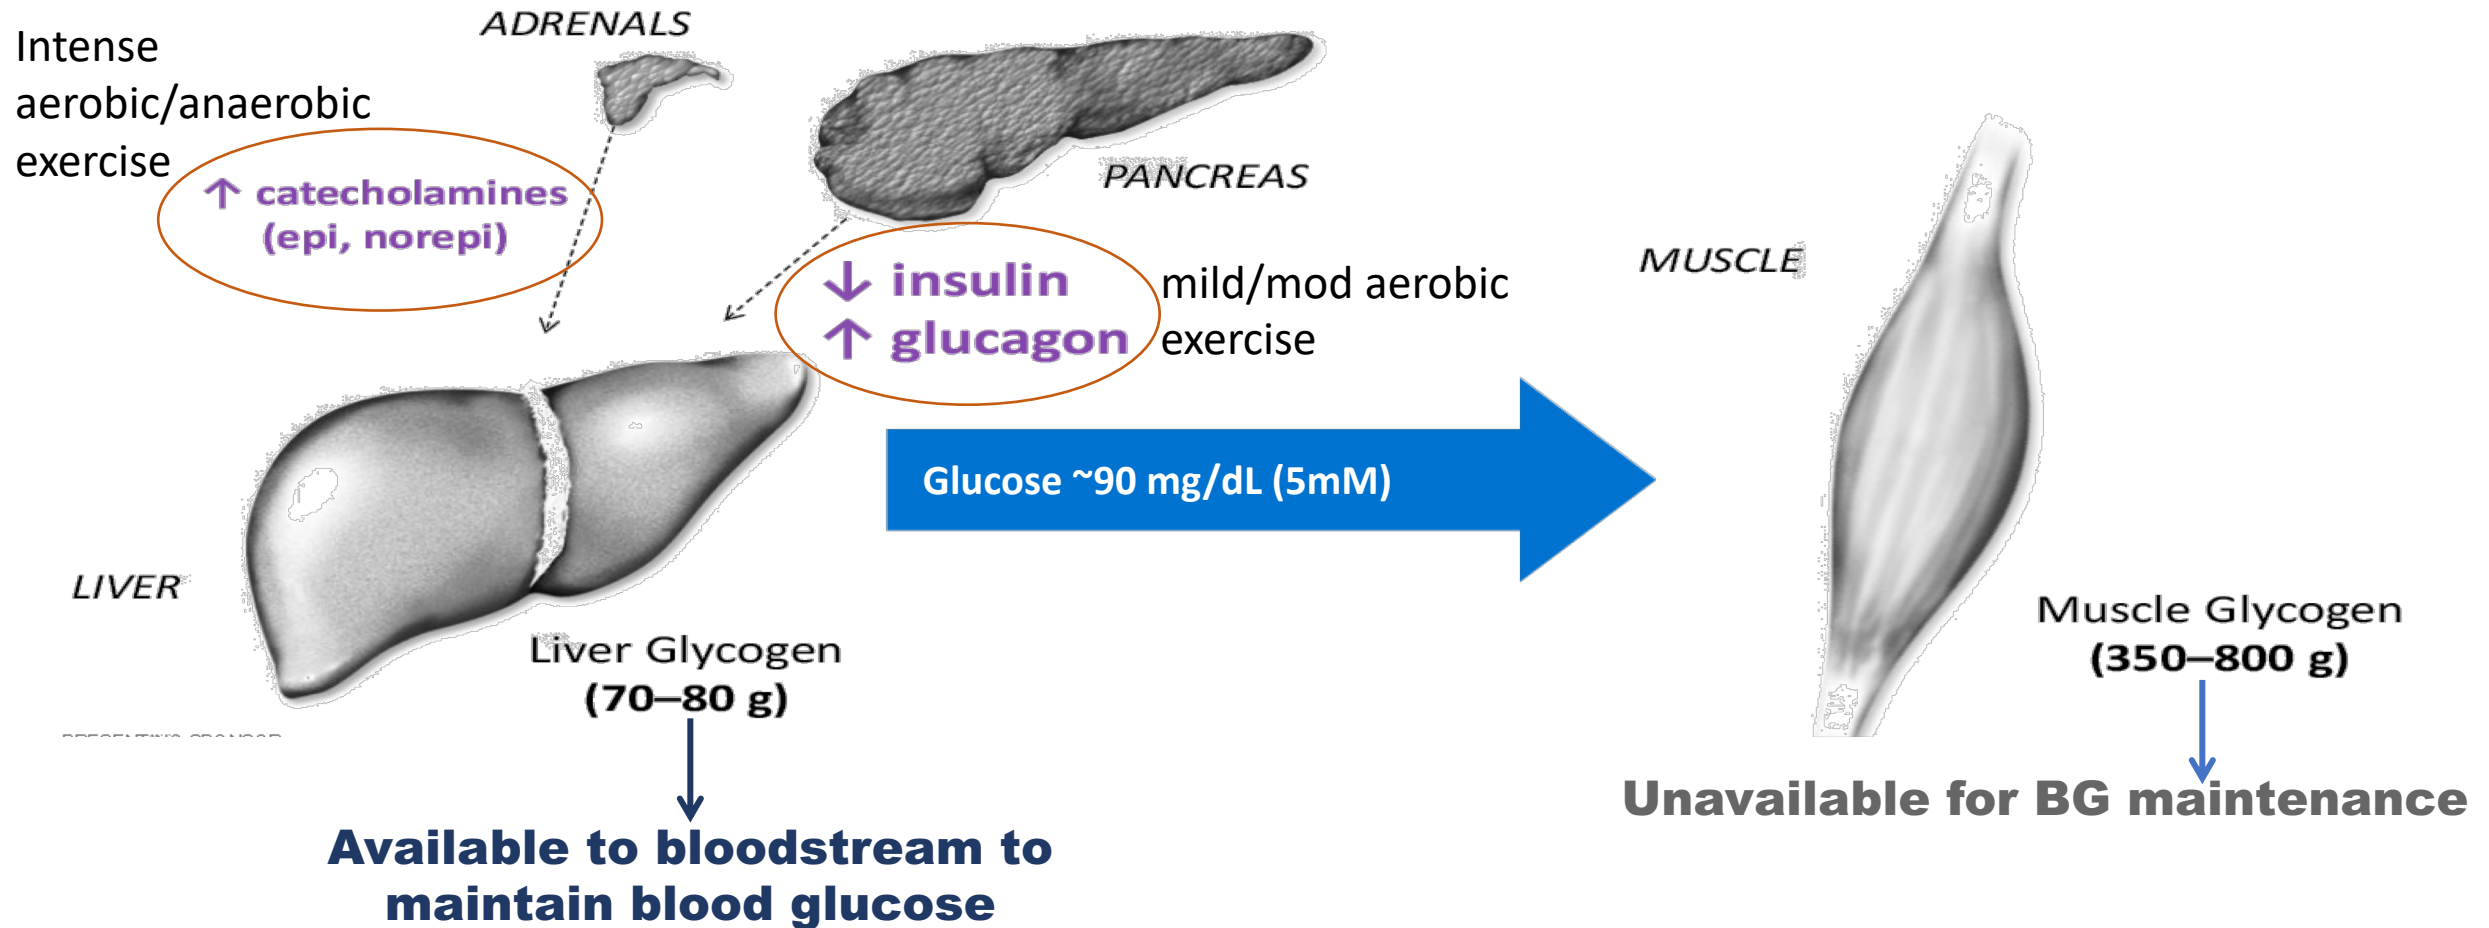 ADRENALS
Intense
aerobic/anaerobic
exercise
↑ catecholamines
(epi, norepi)
PANCREAS
↓ insulin
↑ glucagon
mild/mod aerobic
exercise
MUSCLE
Glucose ~90 mg/dL (5mM)
LIVER
Liver Glycogen
(70–80 g)
Muscle Glycogen
(350–800 g)
Available to bloodstream to
maintain blood glucose
Unavailable for BG maintenance